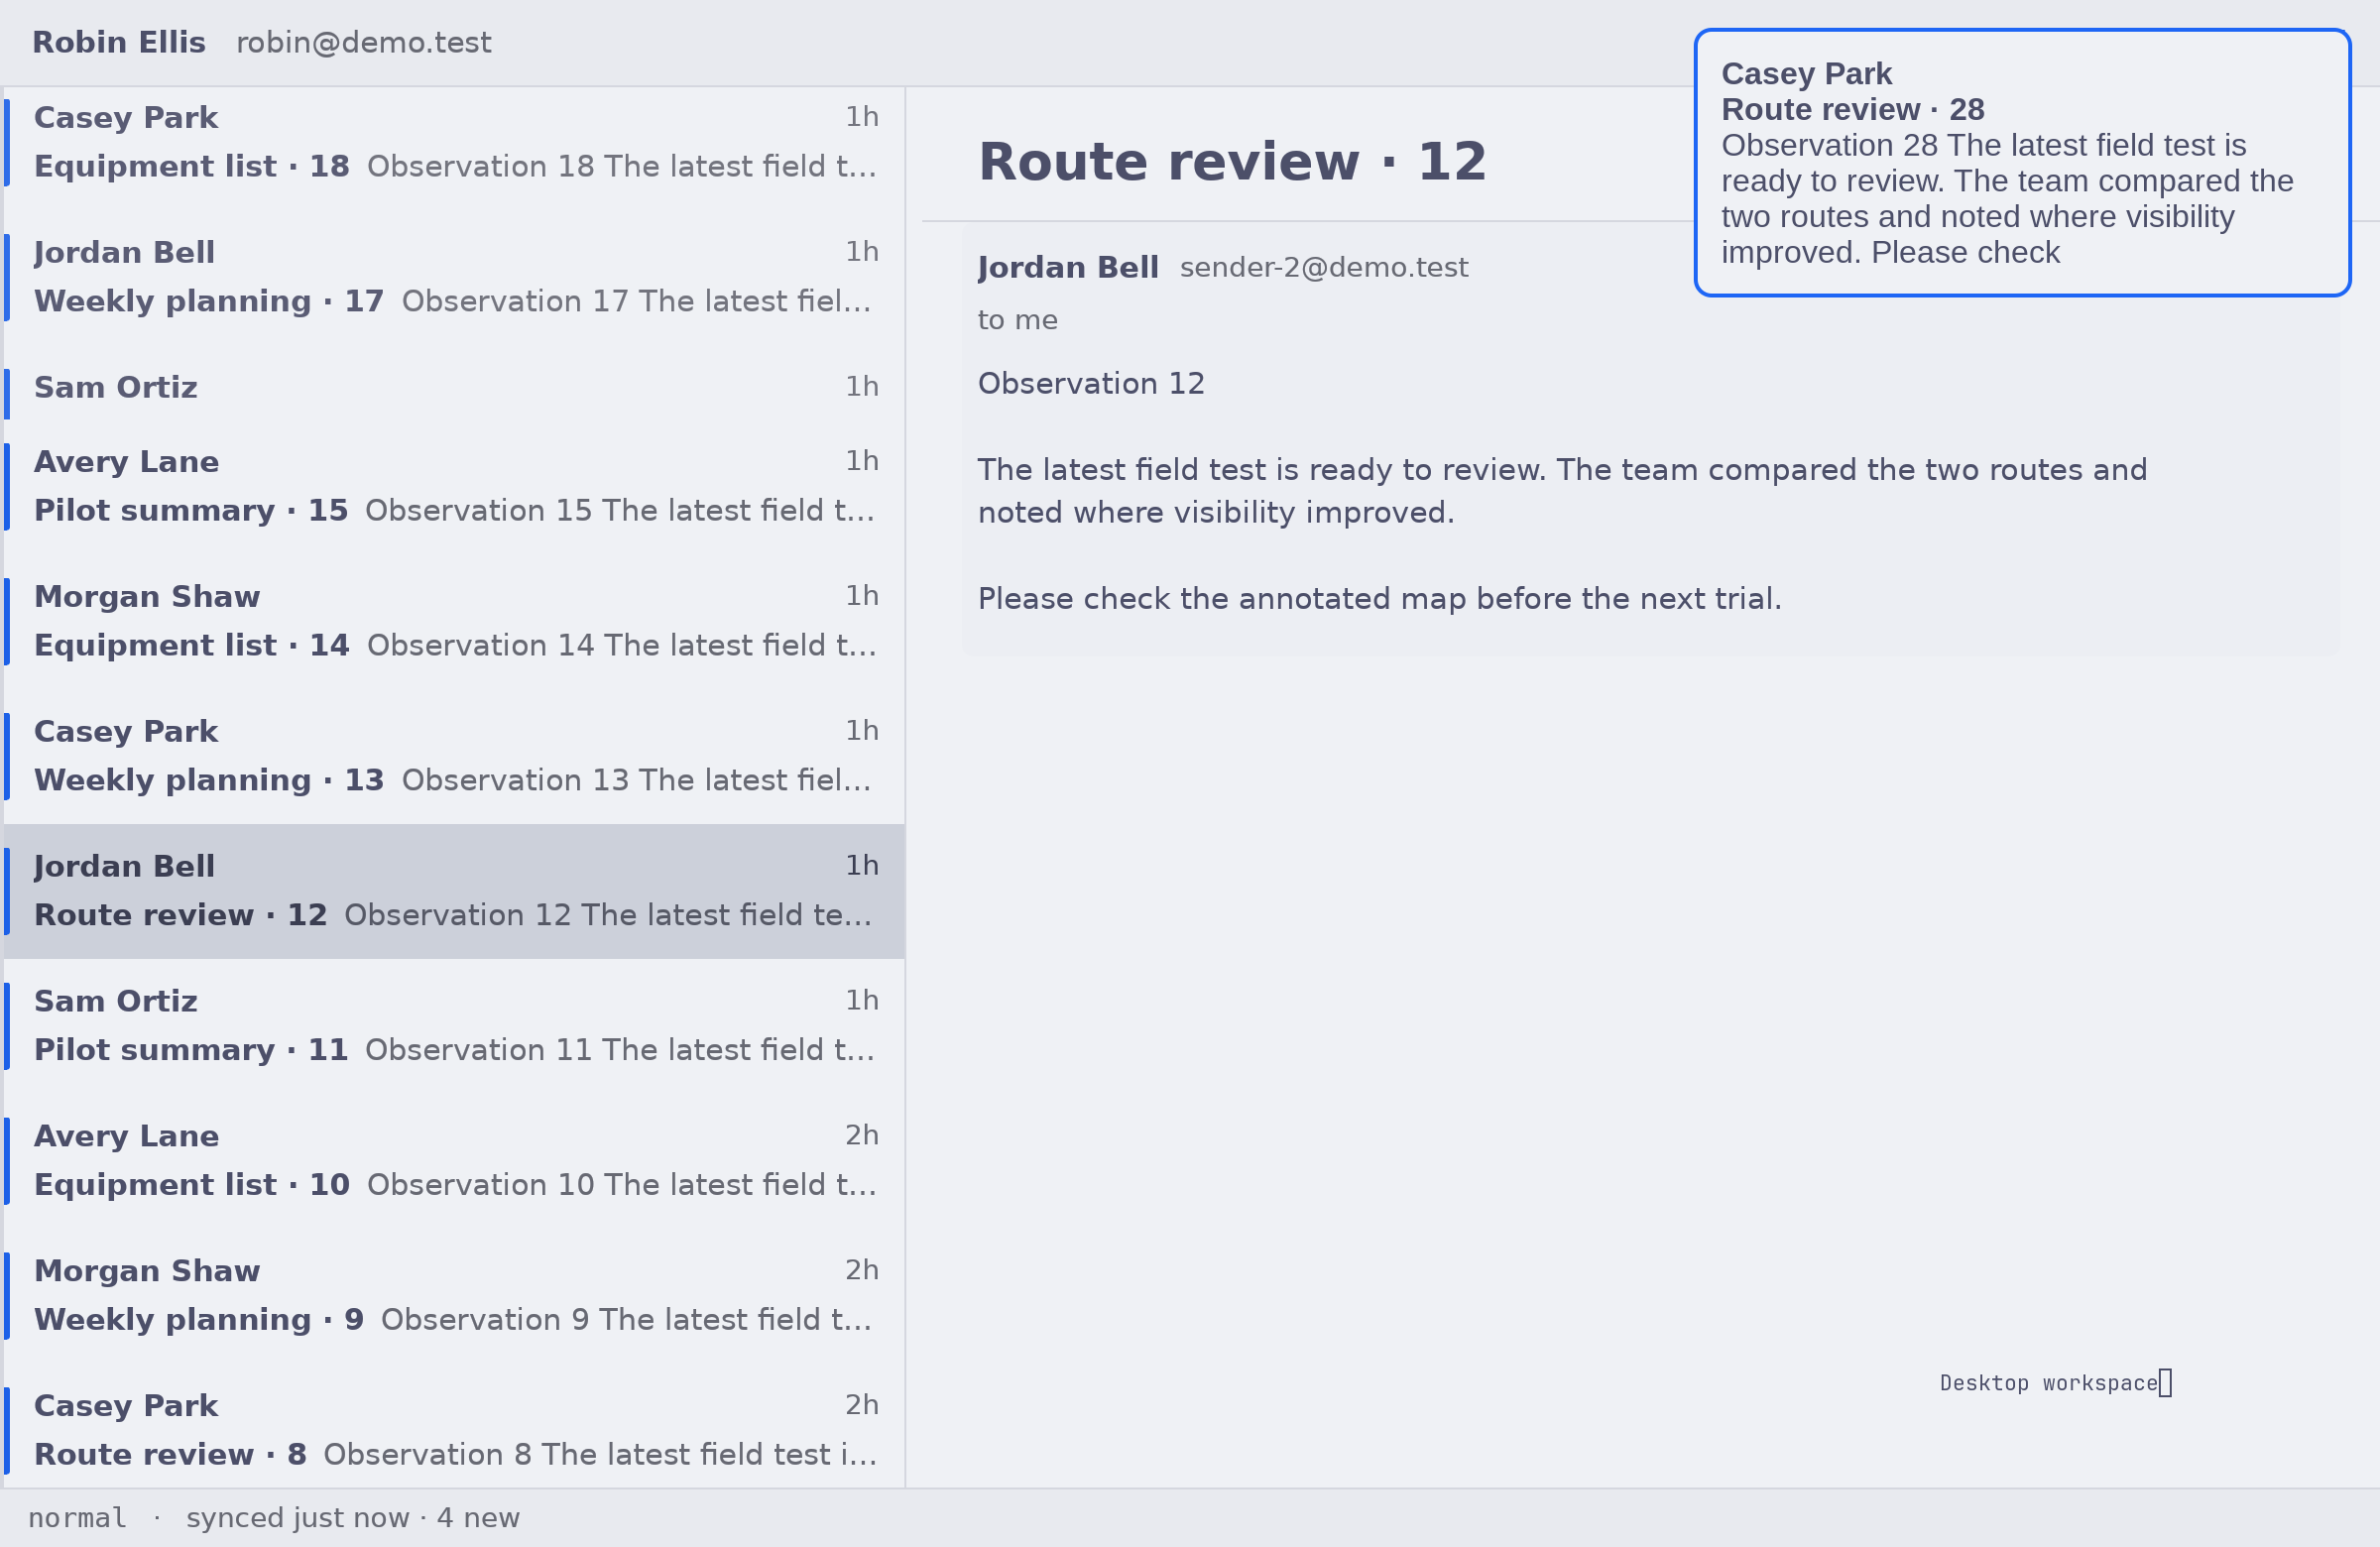 Robin Ellis robin@demo.test
Casey Park 1h
Equipment list · 18 Observation 18 The latest field t...
Jordan Bell 1h
Weekly planning · 17 Observation 17 The latest fiel...
Sam Ortiz 1h
Avery Lane 1h
Pilot summary · 15 Observation 15 The latest field t...
Morgan Shaw 1h
Equipment list · 14 Observation 14 The latest field t...
Casey Park 1h
Weekly planning · 13 Observation 13 The latest fiel...
Jordan Bell 1h
Route review · 12 Observation 12 The latest field te...
Sam Ortiz 1h
Pilot summary · 11 Observation 11 The latest field t...
Avery Lane 2h
Equipment list · 10 Observation 10 The latest field t...
Morgan Shaw 2h
Weekly planning · 9 Observation 9 The latest field t...
Casey Park 2h
Route review · 8 Observation 8 The latest field test i...
Route review · 12
Jordan Bell sender-2@demo.test
to me
Observation 12
The latest field test is ready to review. The team compared the two routes and
noted where visibility improved.
Please check the annotated map before the next trial.
Casey Park
Route review · 28
Observation 28 The latest field test is
ready to review. The team compared the
two routes and noted where visibility
improved. Please check
Desktop workspace
normal · synced just now · 4 new